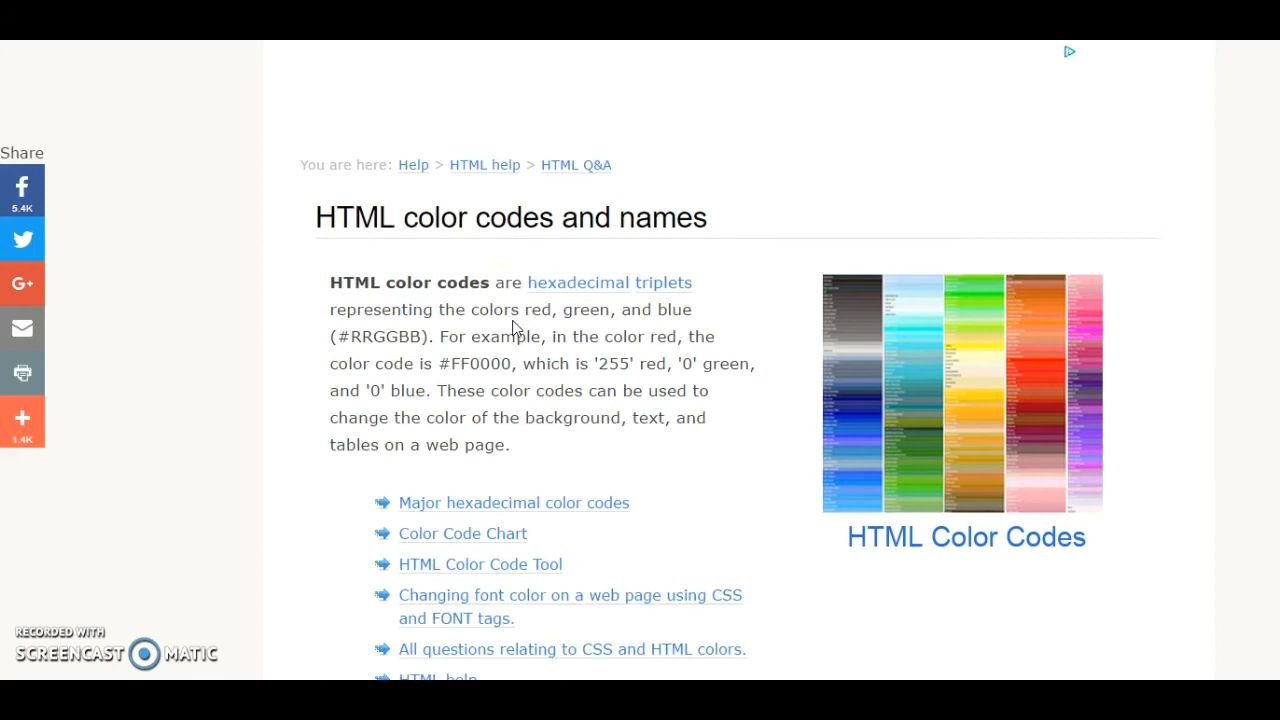 Share
5.4K
1.4K
You are here: Help > HTML help > HTML Q&A
HTML color codes and names
HTML color codes are hexadecimal triplets
representing the colors red, green, and blue
(#RRGGBB). For example, in the color red, the
color code is #FF0000, which is '255' red, '0' green,
and '0' blue. These color codes can be used to
change the color of the background, text, and
tables on a web page.
Major hexadecimal color codes
Color Code Chart
HTML Color Code Tool
Changing font color on a web page using CSS
and FONT tags.
All questions relating to CSS and HTML colors.
HTML help
HTML Color Codes
RECORDED WITH
SCREENCAST MATIC